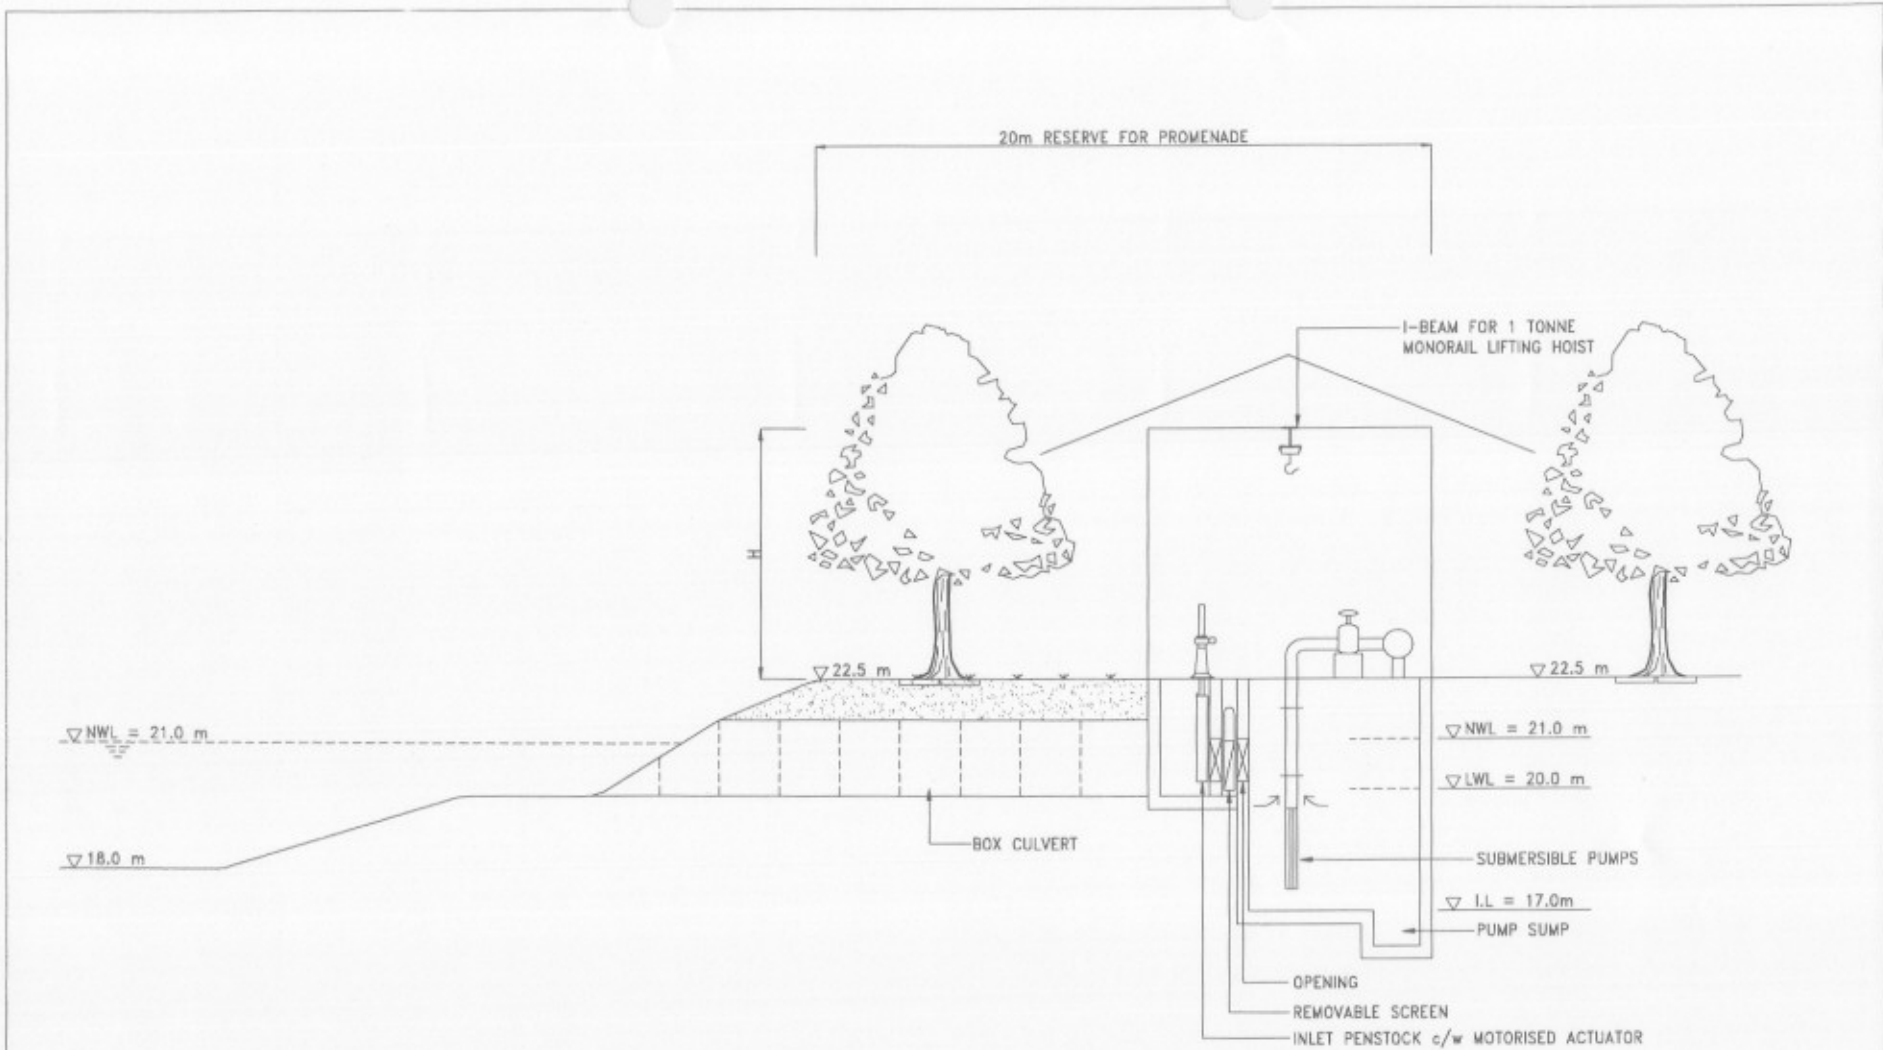 20m RESERVE FOR PROMENADE
I-BEAM FOR 1 TONNE
MONORAIL LIFTING HOIST
H
22.5 m
22.5 m
NWL = 21.0 m
NWL = 21.0 m
LWL = 20.0 m
BOX CULVERT
18.0 m
SUBMERSIBLE PUMPS
I.L = 17.0m
PUMP SUMP
OPENING
REMOVABLE SCREEN
INLET PENSTOCK c/w MOTORISED ACTUATOR